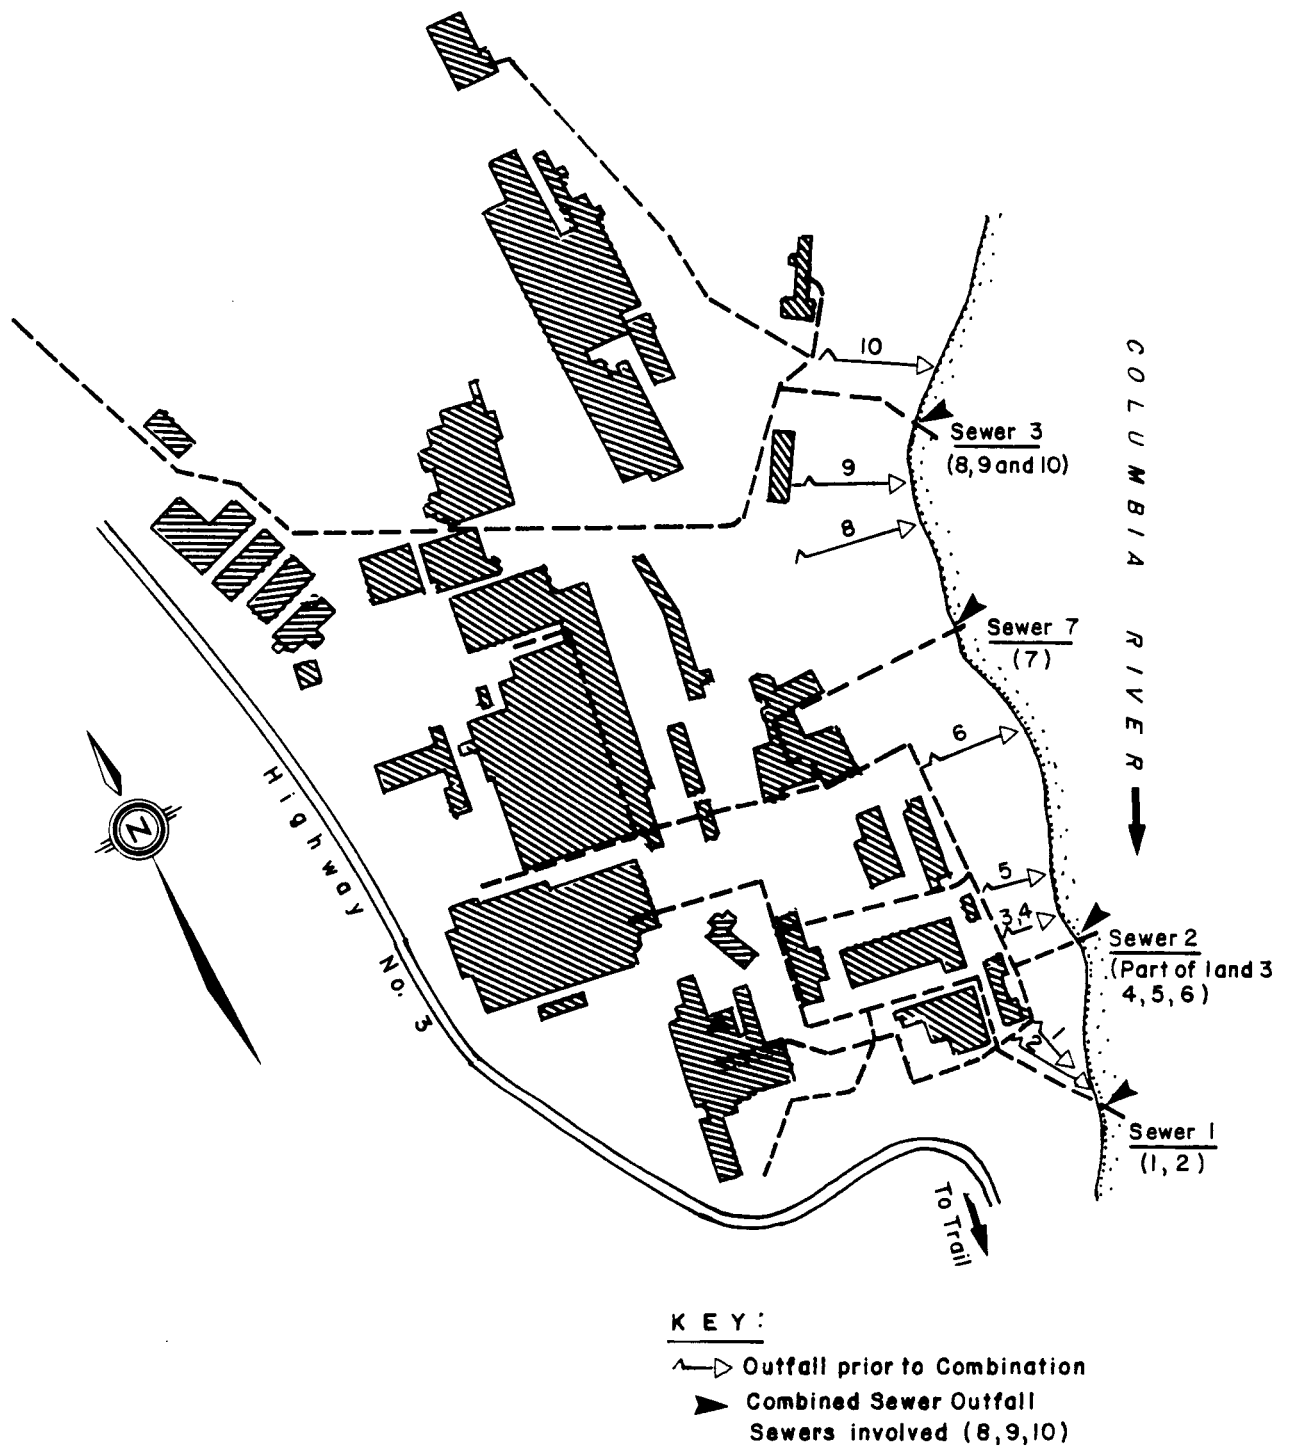 10
Sewer 3
(8,9 and 10)
9
8
COLUMBIA RIVER
Sewer 7
(7)
6
Highway No. 3
N
5
3,4
Sewer 2
(Part of 1 and 3
4,5,6)
2
1
Sewer 1
(1, 2)
To Trail
KEY:
Outfall prior to Combination
Combined Sewer Outfall
Sewers involved (8,9,10)